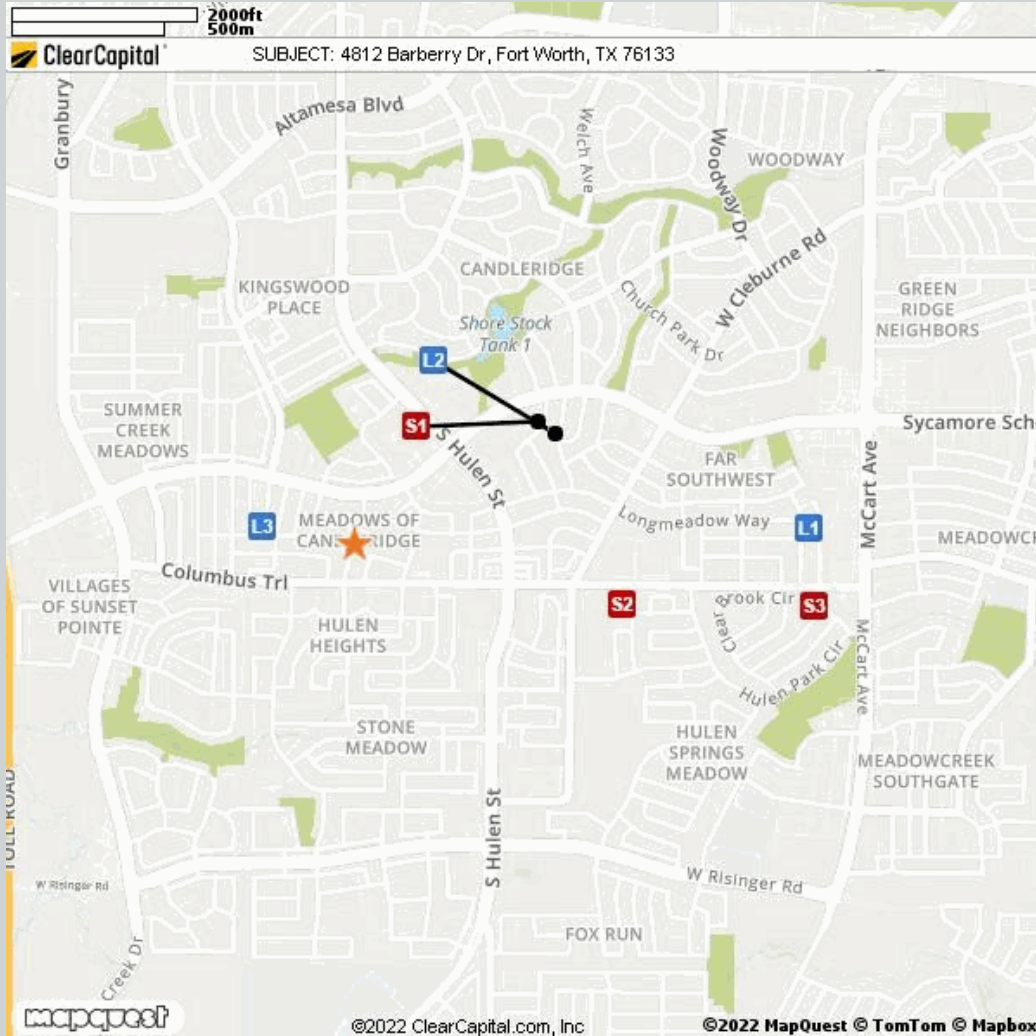 2000ft
500m
ClearCapital
SUBJECT: 4812 Barberry Dr, Fort Worth, TX 76133
Granbury
Altamesa Blvd
Welch Ave
Woodway Dr
WOODWAY
CANDLERIDGE
W Cleburne Rd
KINGSWOOD
PLACE
GREEN
RIDGE
NEIGHBORS
Church Park Dr
Shore Stock
Tank 1
L2
SUMMER
CREEK
MEADOWS
S1
S Hulen St
Sycamore Sch
FAR
SOUTHWEST
McCart Ave
L3
MEADOWS OF
Longmeadow Way
L1
MEADOWCR
Columbus Trl
VILLAGES
OF SUNSET
POINTE
S2
Clear Brook Cir
S3
HULEN
HEIGHTS
McCart Ave
Hulen Park Cir
STONE
MEADOW
HULEN
SPRINGS
MEADOW
MEADOWCREEK
SOUTHGATE
TOLL ROAD
S Hulen St
W Risinger Rd
W Risinger Rd
FOX RUN
Creek Dr
mapquest
©2022 ClearCapital.com, Inc
©2022 MapQuest © TomTom © Mapbox